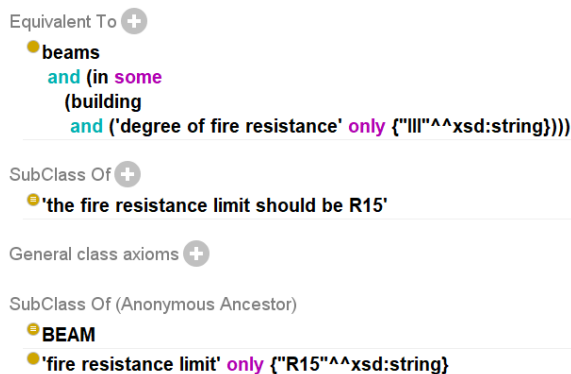 Equivalent To
beams
and (in some
(building
and ('degree of fire resistance' only {"III"^^xsd:string})))
SubClass Of
'the fire resistance limit should be R15'
General class axioms
SubClass Of (Anonymous Ancestor)
BEAM
'fire resistance limit' only {"R15"^^xsd:string}